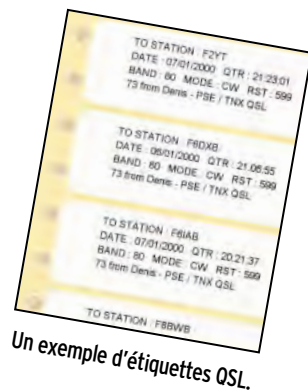 TO STATION : F2YT
DATE : 07/01/2000 QTR : 21:23:01
BAND : 80 MODE : CW RST : 599
73 from Denis - PSE / TNX QSL
TO STATION : F6DXB
DATE : 06/01/2000 QTR : 21:06:55
BAND : 80 MODE : CW RST : 599
73 from Denis - PSE / TNX QSL
TO STATION : F6IAB
DATE : 07/01/2000 QTR : 20:21:37
BAND : 80 MODE : CW RST : 599
73 from Denis - PSE / TNX QSL
TO STATION : F8BWB
Un exemple d'étiquettes QSL.